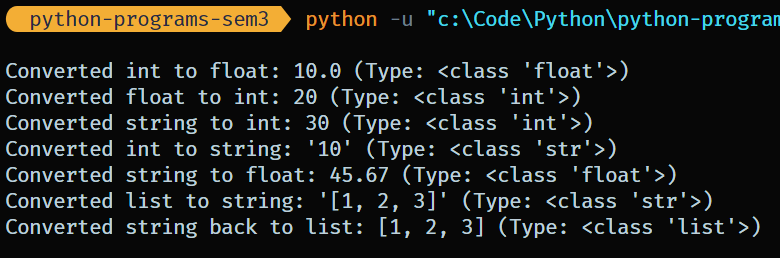 python-programs-sem3 python -u "c:\Code\Python\python-program
Converted int to float: 10.0 (Type: <class 'float'>)
Converted float to int: 20 (Type: <class 'int'>)
Converted string to int: 30 (Type: <class 'int'>)
Converted int to string: '10' (Type: <class 'str'>)
Converted string to float: 45.67 (Type: <class 'float'>)
Converted list to string: '[1, 2, 3]' (Type: <class 'str'>)
Converted string back to list: [1, 2, 3] (Type: <class 'list'>)